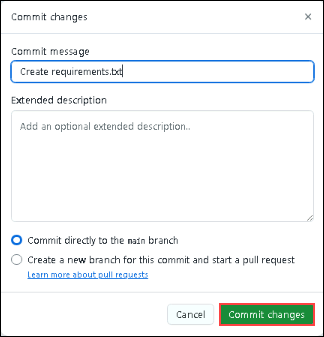 Commit changes
Commit message
Create requirements.txt
Extended description
Add an optional extended description..
Commit directly to the main branch
Create a new branch for this commit and start a pull request
Learn more about pull requests
Cancel
Commit changes